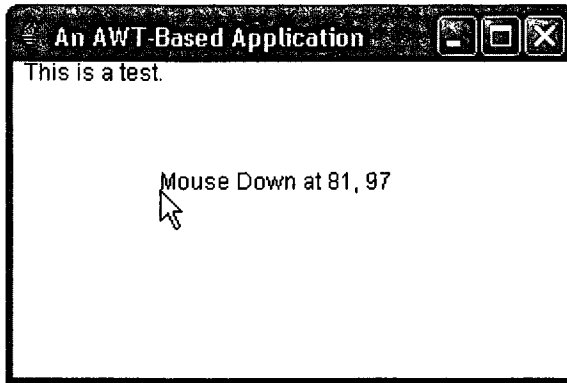 An AWT-Based Application
This is a test.
Mouse Down at 81, 97